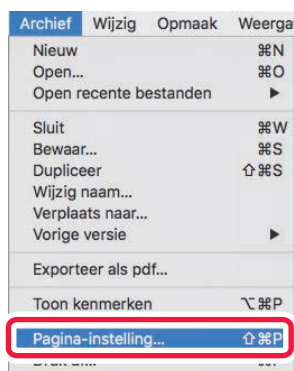 Archief Wijzig Opmaak Weerga
Nieuw ⌘N
Open... ⌘O
Open recente bestanden ▶
Sluit ⌘W
Bewaar... ⌘S
Dupliceer ⇧⌘S
Wijzig naam...
Verplaats naar...
Vorige versie ▶
Exporteer als pdf...
Toon kenmerken ⌥⌘P
Pagina-instelling... ⇧⌘P